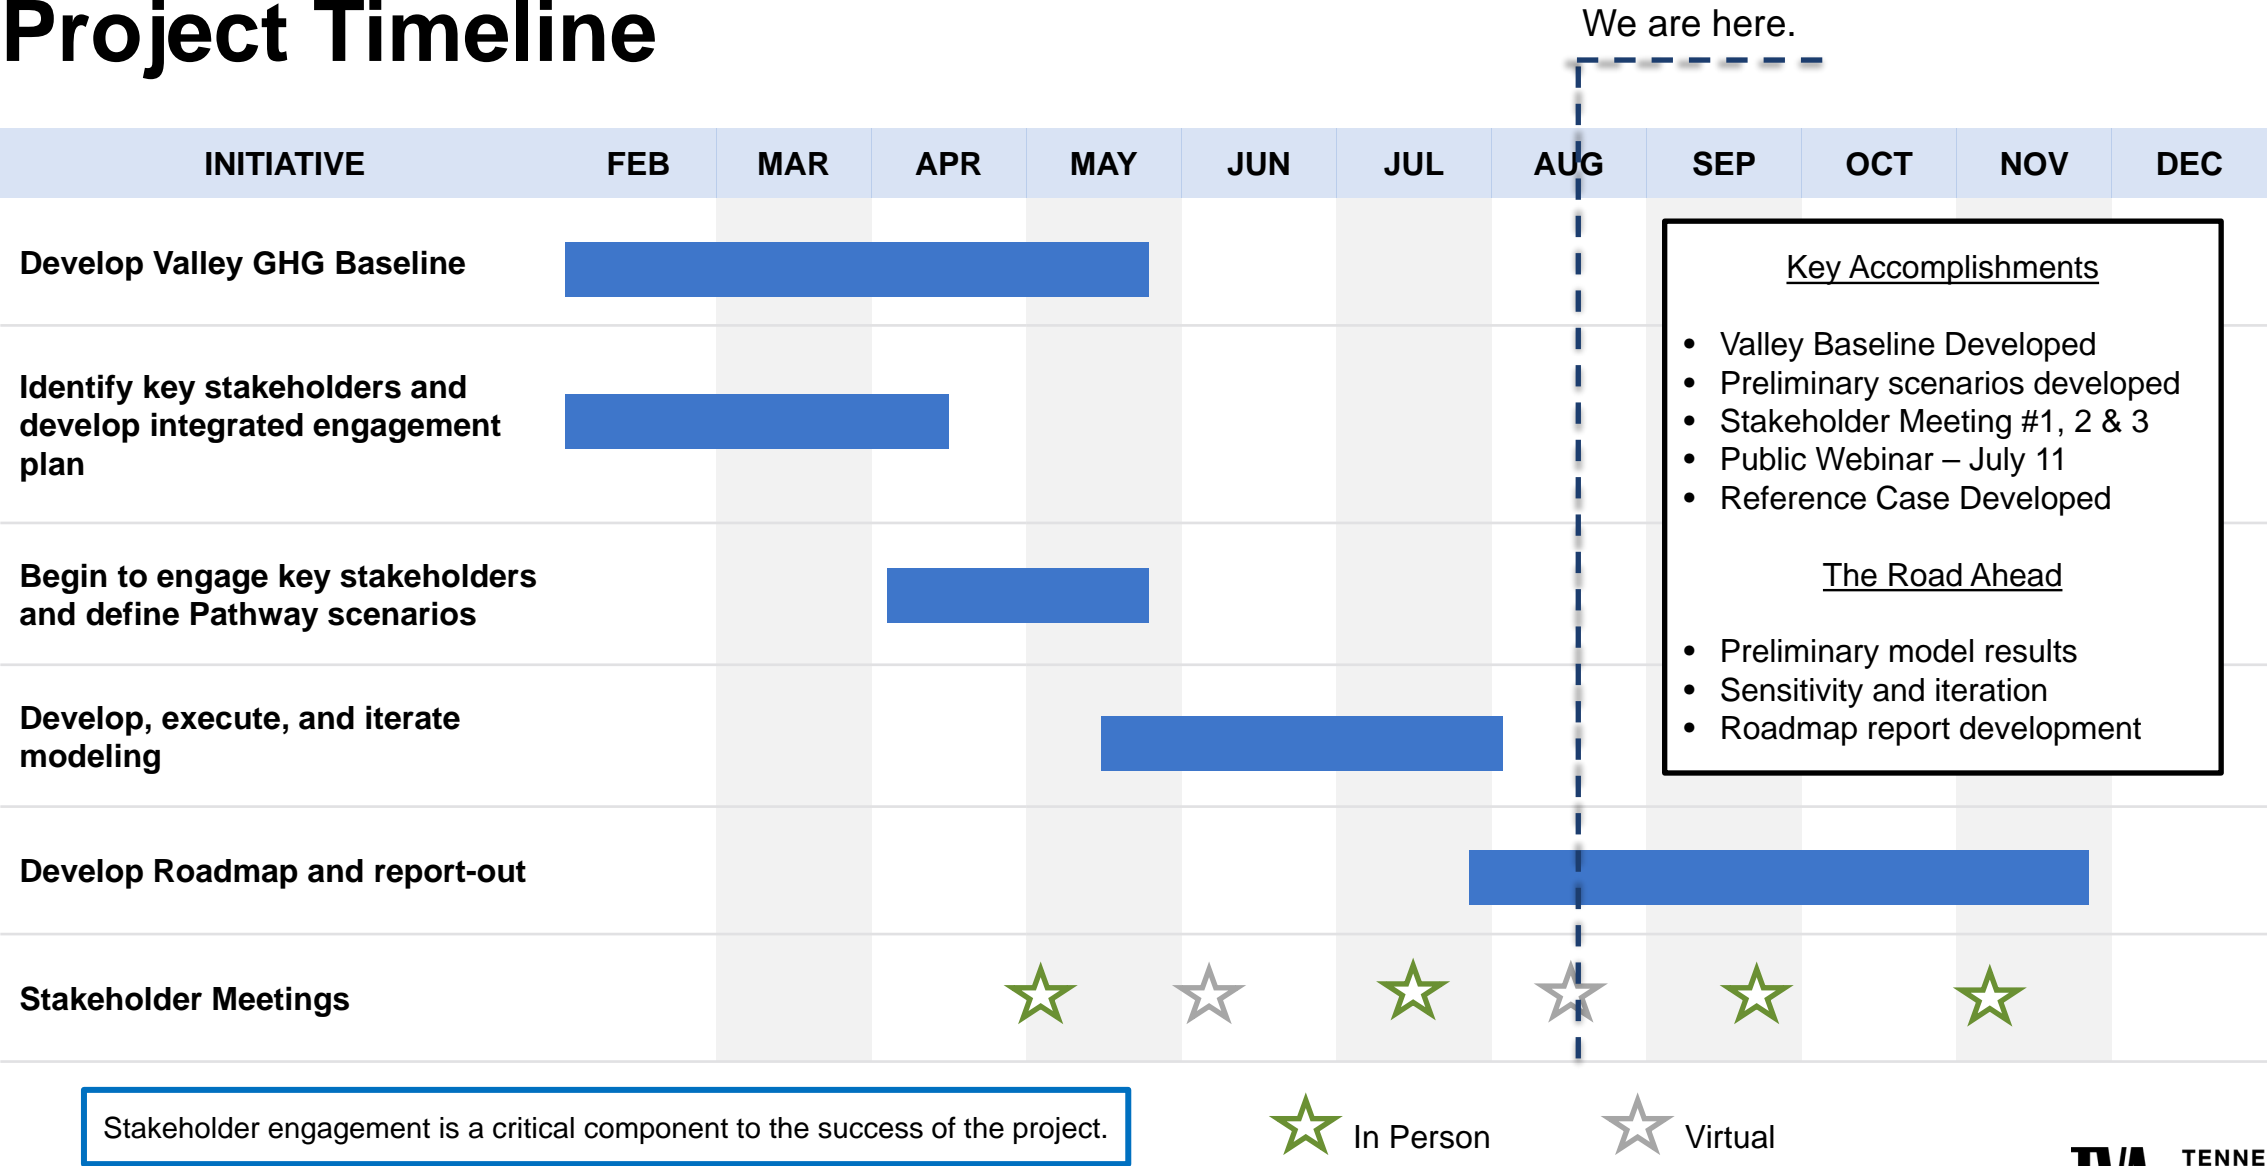 Project Timeline
We are here.
INITIATIVE FEB MAR APR MAY JUN JUL AUG SEP OCT NOV DEC
Develop Valley GHG Baseline
Identify key stakeholders and
develop integrated engagement
plan
Begin to engage key stakeholders
and define Pathway scenarios
Develop, execute, and iterate
modeling
Develop Roadmap and report-out
Stakeholder Meetings
Key Accomplishments
• Valley Baseline Developed
• Preliminary scenarios developed
• Stakeholder Meeting #1, 2 & 3
• Public Webinar – July 11
• Reference Case Developed
The Road Ahead
• Preliminary model results
• Sensitivity and iteration
• Roadmap report development
Stakeholder engagement is a critical component to the success of the project.
In Person
Virtual
TVA TENNE